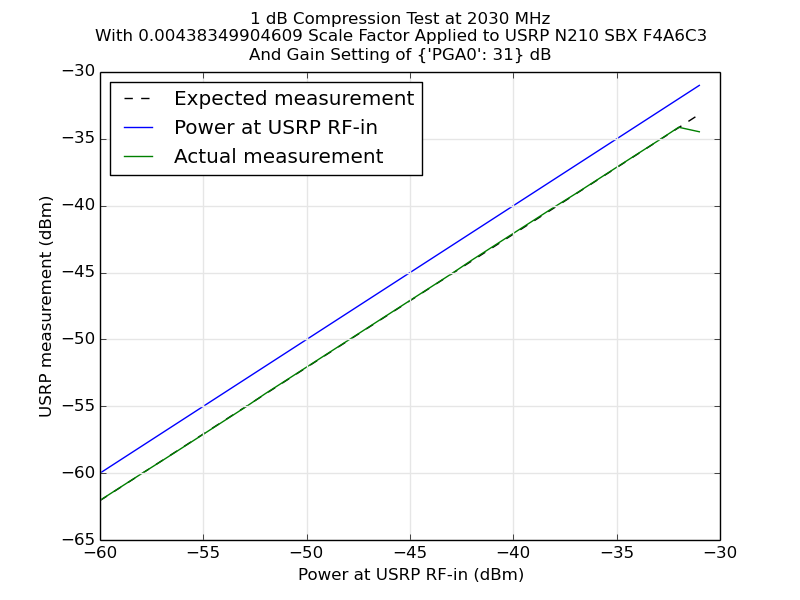 1 dB Compression Test at 2030 MHz
With 0.00438349904609 Scale Factor Applied to USRP N210 SBX F4A6C3
And Gain Setting of {'PGA0': 31} dB
Expected measurement
Power at USRP RF-in
Actual measurement
−30
−35
−40
−45
−50
−55
−60
−65
USRP measurement (dBm)
−60 −55 −50 −45 −40 −35 −30
Power at USRP RF-in (dBm)